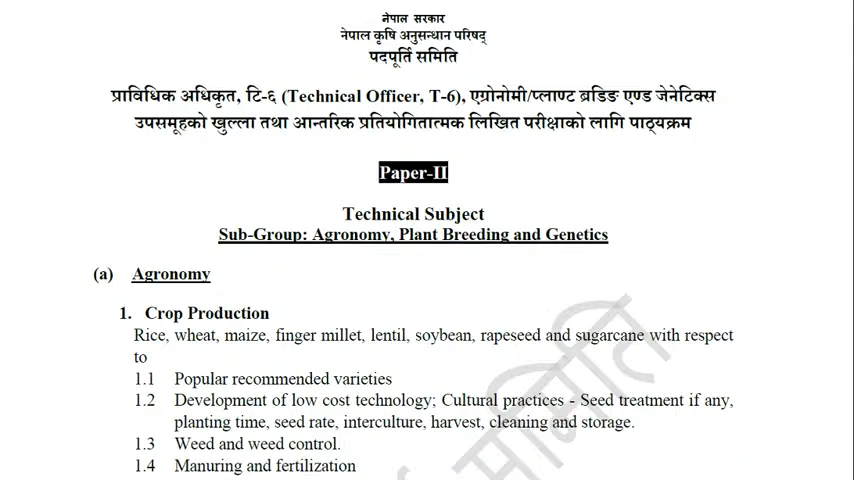 नेपाल सरकार
नेपाल कृषि अनुसन्धान परिषद्
पदपूर्ति समिति
प्राविधिक अधिकृत, टि-६ (Technical Officer, T-6), एग्रोनोमी/प्लाण्ट ब्रडिङ एण्ड जेनेटिक्स
उपसमूहको खुल्ला तथा आन्तरिक प्रतियोगितात्मक लिखित परीक्षाको लागि पाठ्यक्रम
Paper-II
Technical Subject
Sub-Group: Agronomy, Plant Breeding and Genetics
(a) Agronomy
1. Crop Production
Rice, wheat, maize, finger millet, lentil, soybean, rapeseed and sugarcane with respect
to
1.1 Popular recommended varieties
1.2 Development of low cost technology; Cultural practices - Seed treatment if any,
planting time, seed rate, interculture, harvest, cleaning and storage.
1.3 Weed and weed control.
1.4 Manuring and fertilization
समिति